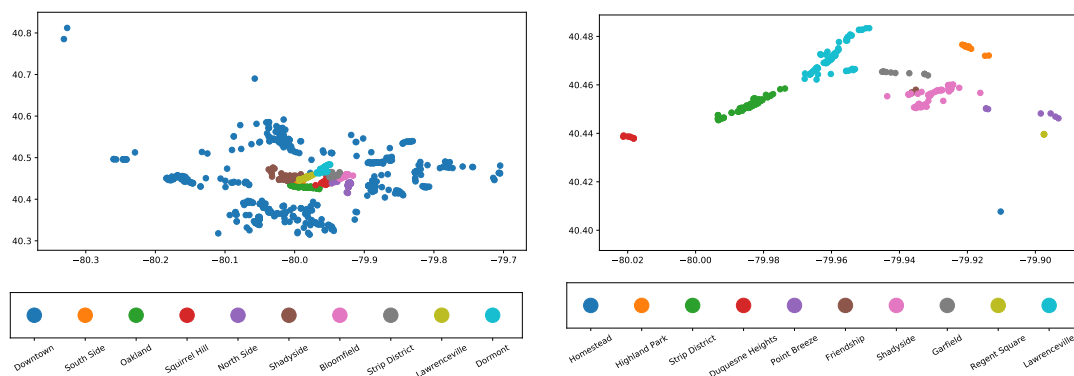 40.8
40.7
40.6
40.5
40.4
40.3
−80.3
−80.2
−80.1
−80.0
−79.9
−79.8
−79.7
Downtown
South Side
Oakland
Squirrel Hill
North Side
Shadyside
Bloomfield
Strip District
Lawrenceville
Dormont
40.48
40.46
40.44
40.42
40.40
−80.02
−80.00
−79.98
−79.96
−79.94
−79.92
−79.90
Homestead
Highland Park
Strip District
Duquesne Heights
Point Breeze
Friendship
Shadyside
Garfield
Regent Square
Lawrenceville